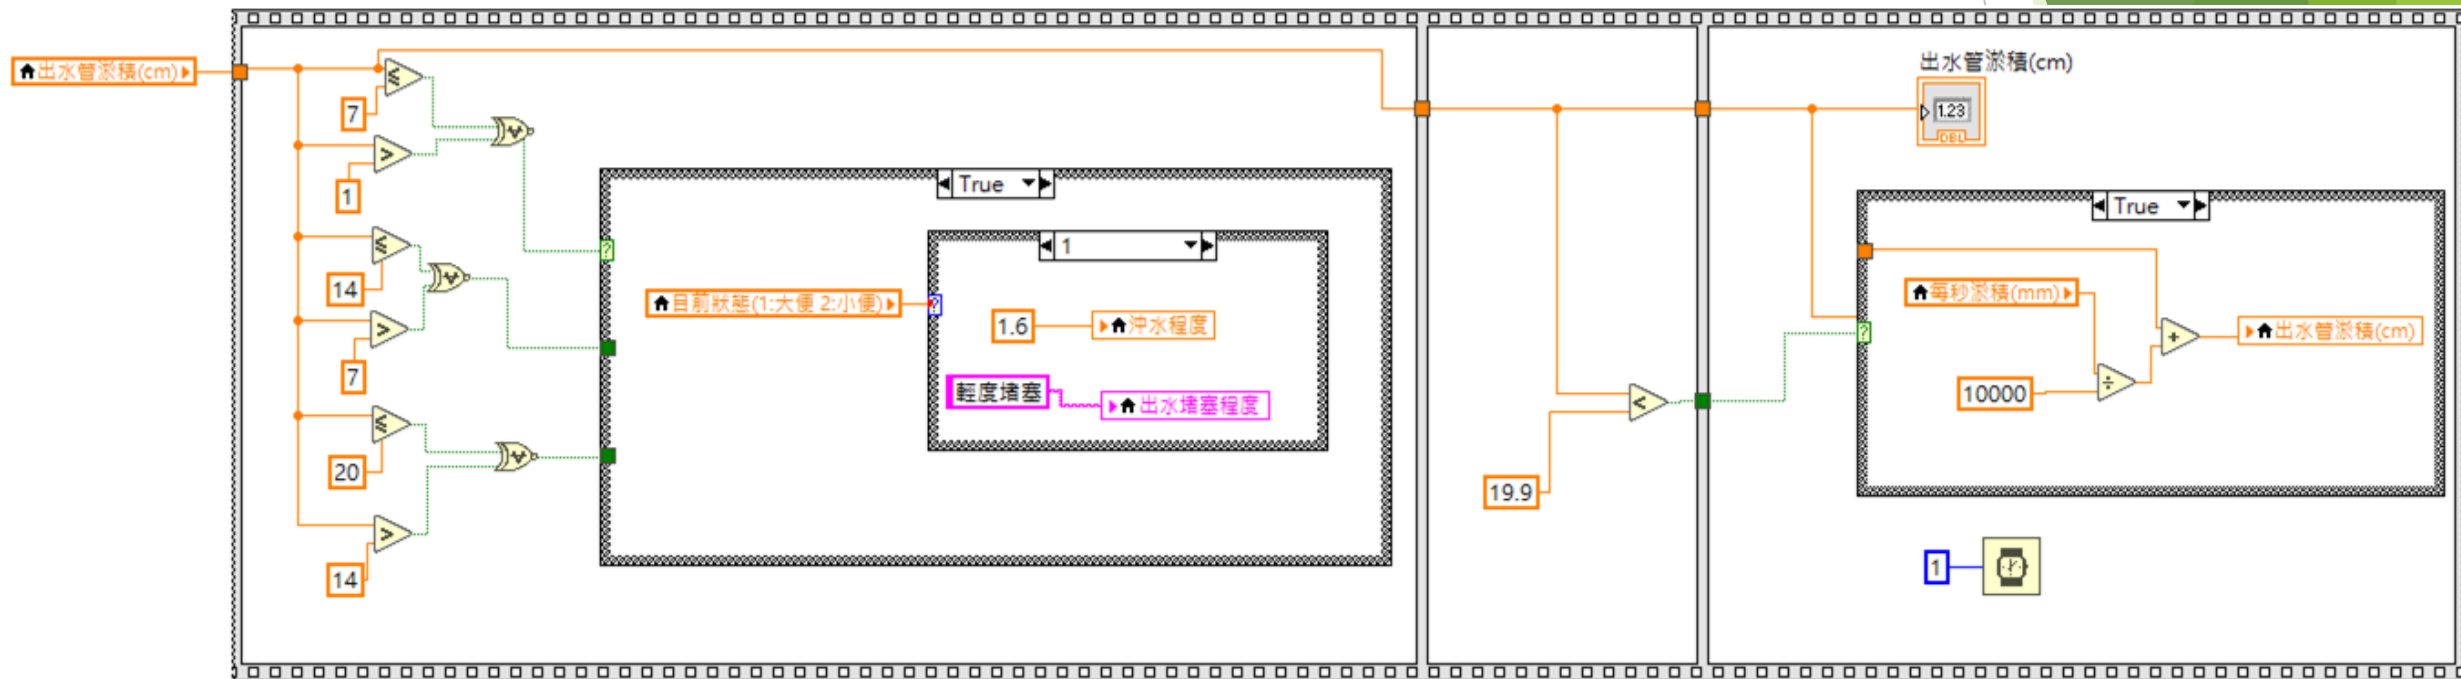 出水管淤積(cm)
≤
7
>
1
≤
14
>
7
≤
20
>
14
True
目前狀態(1:大便 2:小便)
1
1.6
沖水程度
輕度堵塞
出水堵塞程度
<
19.9
出水管淤積(cm)
1.23
DBL
True
每秒淤積(mm)
10000
÷
+
出水管淤積(cm)
1